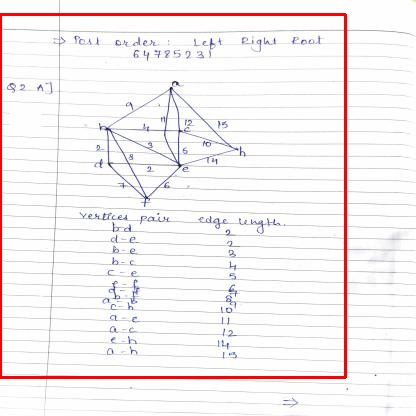 ⇒ Post order: Left Right Root
64785231
Q2 A]
a
9
11
12
15
b
4
c
10
h
3
5
14
2
8
d
2
e
7
6
f
vertices pair edge length.
b-d 2
d-e 2
b-e 3
b-c 4
c-e 5
e-f 6
d-f 7
b-f 8
a-b 9
c-h 10
a-e 11
a-c 12
e-h 14
a-h 15
⇒